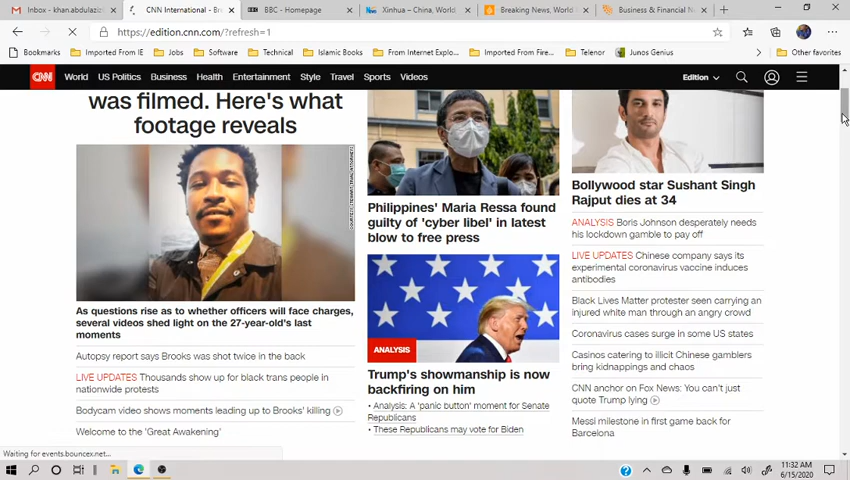 Inbox - khan.abdulazi
CNN International - Bre
BBC - Homepage
Xinhua – China, World
Breaking News, World
Business & Financial N
https://edition.cnn.com/?refresh=1
Bookmarks
Imported From IE
Jobs
Software
Technical
Islamic Books
From Internet Explo...
Imported From Fire...
Telenor
Junos Genius
Other favorites
CNN
World
US Politics
Business
Health
Entertainment
Style
Travel
Sports
Videos
Edition
was filmed. Here's what
footage reveals
As questions rise as to whether officers will face charges,
several videos shed light on the 27-year-old's last
moments
Autopsy report says Brooks was shot twice in the back
LIVE UPDATES Thousands show up for black trans people in
nationwide protests
Bodycam video shows moments leading up to Brooks' killing
Welcome to the 'Great Awakening'
Philippines' Maria Ressa found
guilty of 'cyber libel' in latest
blow to free press
ANALYSIS
Trump's showmanship is now
backfiring on him
• Analysis: A 'panic button' moment for Senate
Republicans
• These Republicans may vote for Biden
Bollywood star Sushant Singh
Rajput dies at 34
ANALYSIS Boris Johnson desperately needs
his lockdown gamble to pay off
LIVE UPDATES Chinese company says its
experimental coronavirus vaccine induces
antibodies
Black Lives Matter protester seen carrying an
injured white man through an angry crowd
Coronavirus cases surge in some US states
Casinos catering to illicit Chinese gamblers
bring kidnappings and chaos
CNN anchor on Fox News: You can't just
quote Trump lying
Messi milestone in first game back for
Barcelona
Waiting for events.bouncex.net...
11:32 AM
6/15/2020